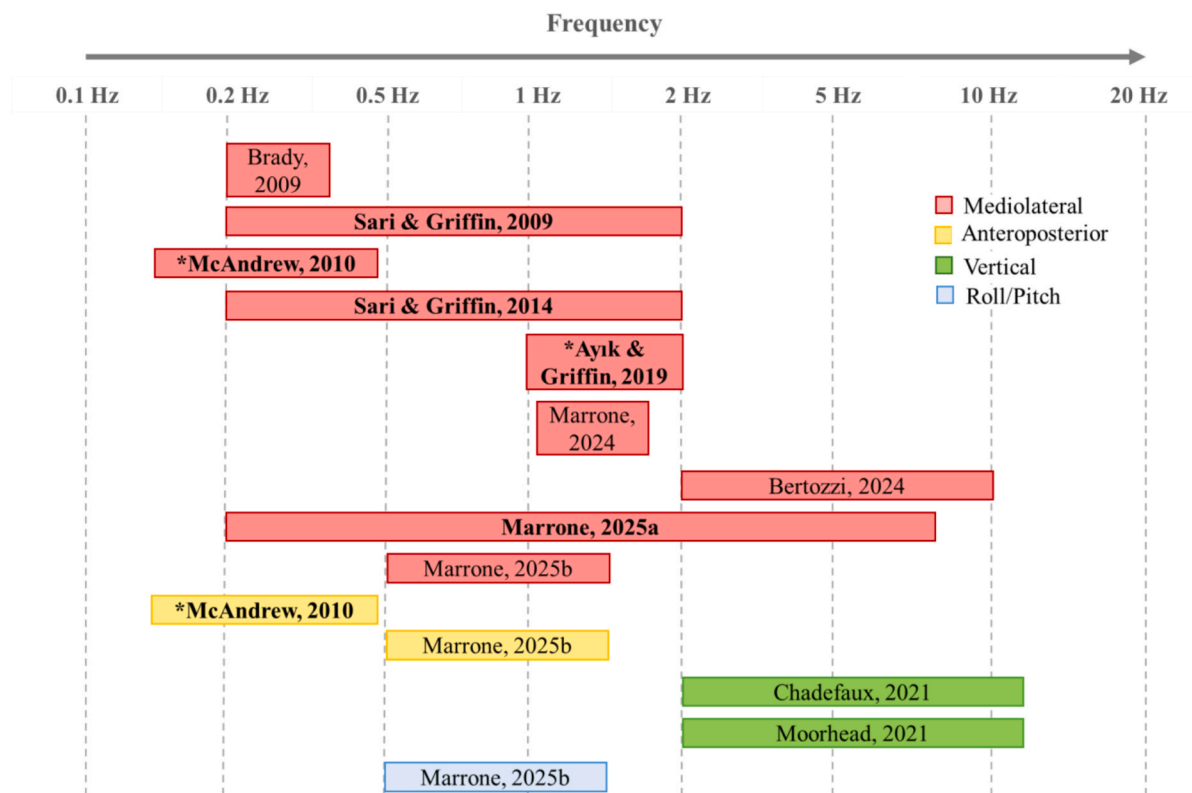 Frequency
0.1 Hz 0.2 Hz 0.5 Hz 1 Hz 2 Hz 5 Hz 10 Hz 20 Hz
Brady,
2009
Sari & Griffin, 2009
*McAndrew, 2010
Sari & Griffin, 2014
*Ayık &
Griffin, 2019
Marrone,
2024
Bertozzi, 2024
Marrone, 2025a
Marrone, 2025b
*McAndrew, 2010
Marrone, 2025b
Chadefaux, 2021
Moorhead, 2021
Marrone, 2025b
Mediolateral
Anteroposterior
Vertical
Roll/Pitch